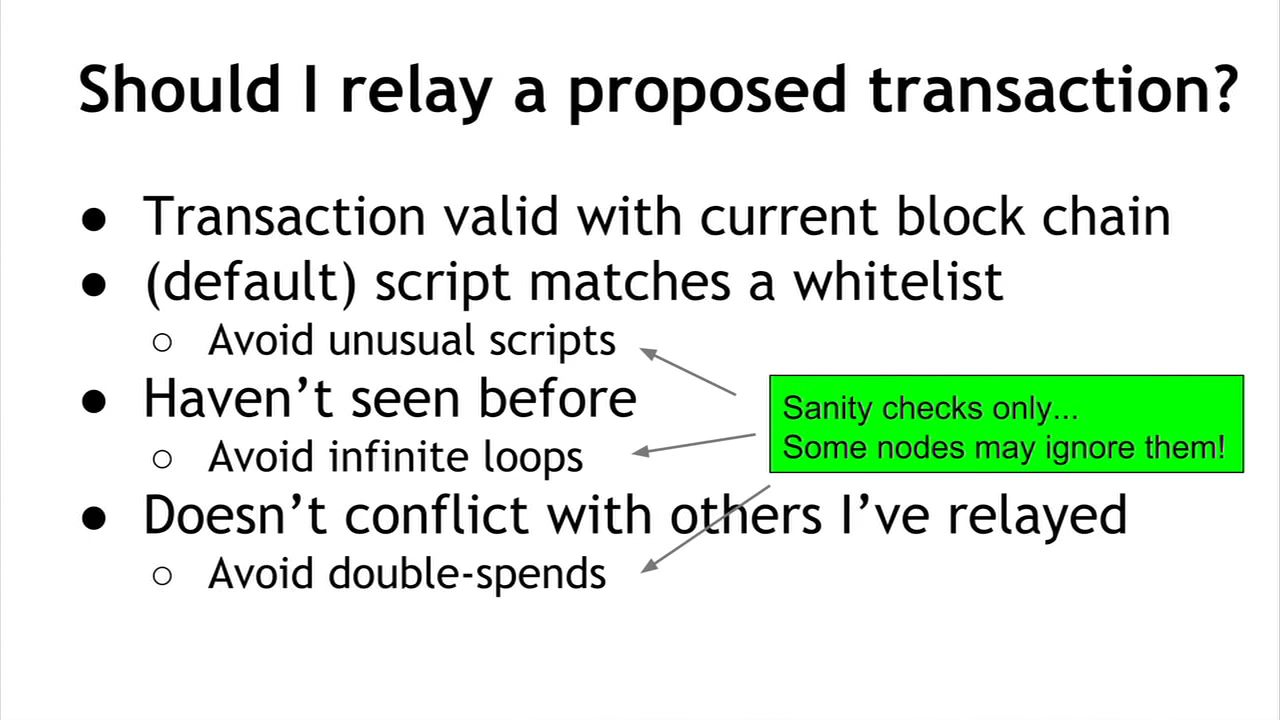 Should I relay a proposed transaction?
● Transaction valid with current block chain
● (default) script matches a whitelist
○ Avoid unusual scripts
● Haven’t seen before
○ Avoid infinite loops
● Doesn’t conflict with others I’ve relayed
○ Avoid double-spends
Sanity checks only...
Some nodes may ignore them!